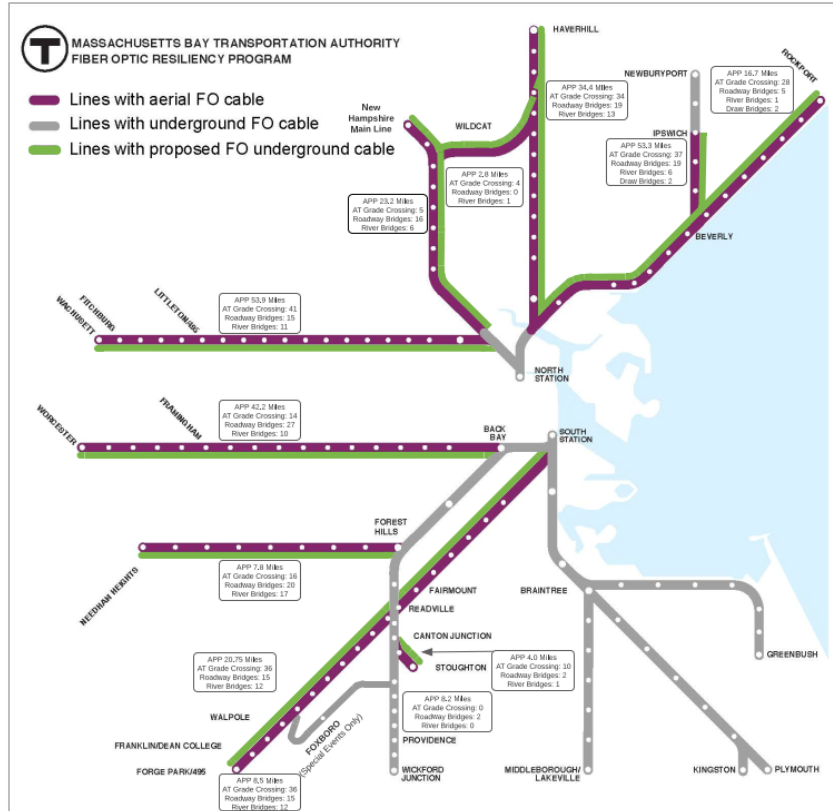 T
MASSACHUSETTS BAY TRANSPORTATION AUTHORITY
FIBER OPTIC RESILIENCY PROGRAM
Lines with aerial FO cable
Lines with underground FO cable
Lines with proposed FO underground cable
HAVERHILL
NEWBURYPORT
ROCKPORT
APP 16.7 Miles
AT Grade Crossing: 28
Roadway Bridges: 5
River Bridges: 1
Draw Bridges: 2
APP 34,4 Miles
AT Grade Crossing: 34
Roadway Bridges: 19
River Bridges: 13
New
Hampshire
Main Line
WILDCAT
IPSWICH
APP 53.3 Miles
AT Grade Crossing: 37
Roadway Bridges: 19
River Bridges: 6
Draw Bridges: 2
APP 2,8 Miles
AT Grade Crossing: 4
Roadway Bridges: 0
River Bridges: 1
APP 23.2 Miles
AT Grade Crossing: 5
Roadway Bridges: 16
River Bridges: 6
BEVERLY
WACHUSETT
FITCHBURG
LITTLETON/495
APP 53,9 Miles
AT Grade Crossing: 41
Roadway Bridges: 15
River Bridges: 11
NORTH
STATION
WORCESTER
FRAMINGHAM
APP 42.2 Miles
AT Grade Crossing: 14
Roadway Bridges: 27
River Bridges: 10
BACK
BAY
SOUTH
STATION
FOREST
HILLS
NEEDHAM HEIGHTS
APP 7.8 Miles
AT Grade Crossing: 16
Roadway Bridges: 20
River Bridges: 17
FAIRMOUNT
READVILLE
BRAINTREE
CANTON JUNCTION
STOUGHTON
APP 4.0 Miles
AT Grade Crossing: 10
Roadway Bridges: 2
River Bridges: 1
GREENBUSH
APP 20.75 Miles
AT Grade Crossing: 36
Roadway Bridges: 15
River Bridges: 12
APP 8.2 Miles
AT Grade Crossing: 0
Roadway Bridges: 2
River Bridges: 0
WALPOLE
FOXBORO
(Special Events Only)
PROVIDENCE
FRANKLIN/DEAN COLLEGE
FORGE PARK/495
WICKFORD
JUNCTION
MIDDLEBOROUGH/
LAKEVILLE
KINGSTON
PLYMOUTH
APP 8,5 Miles
AT Grade Crossing: 36
Roadway Bridges: 15
River Bridges: 12